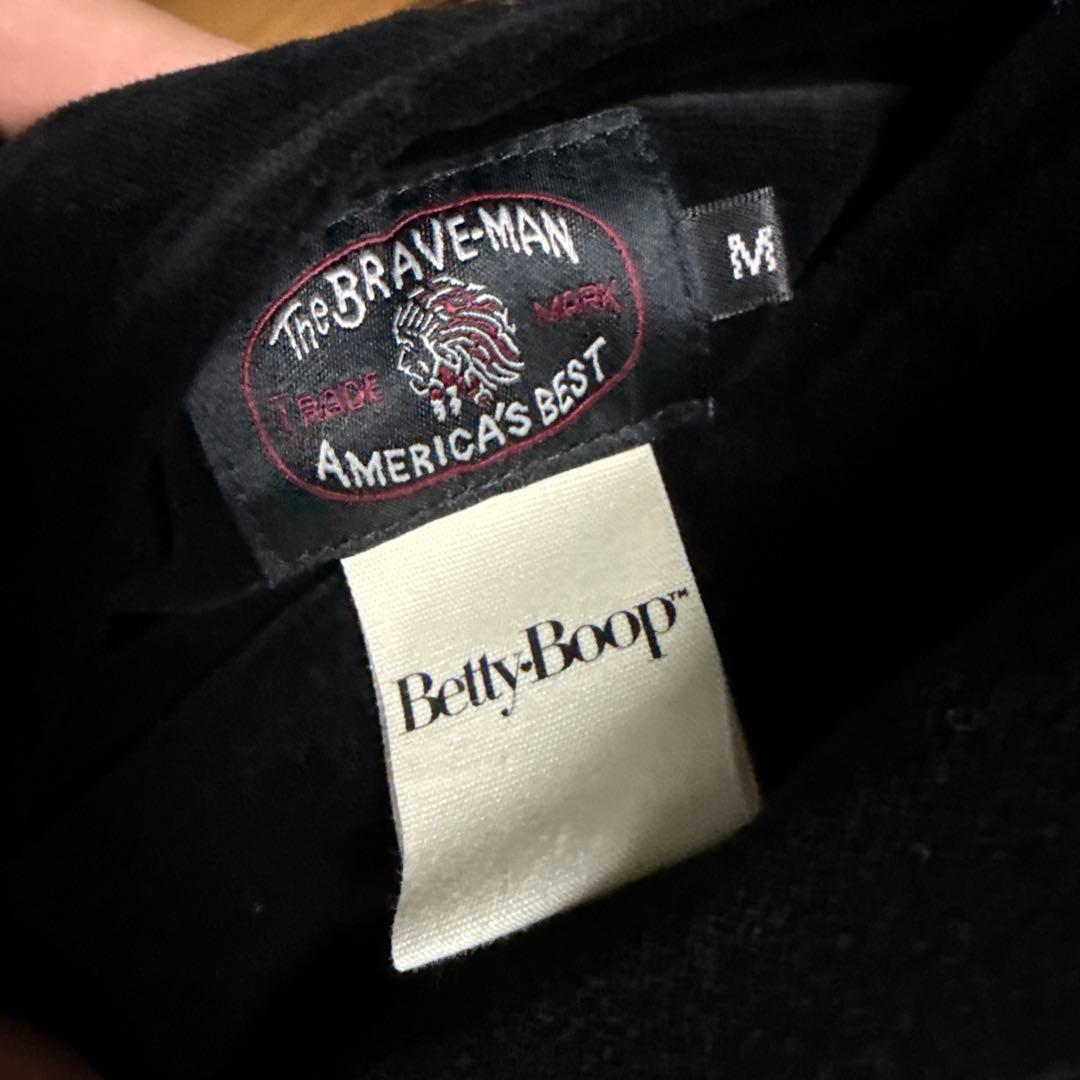 The BRAVE-MAN
TRADE MARK
AMERICA'S BEST
M
Betty·Boop™